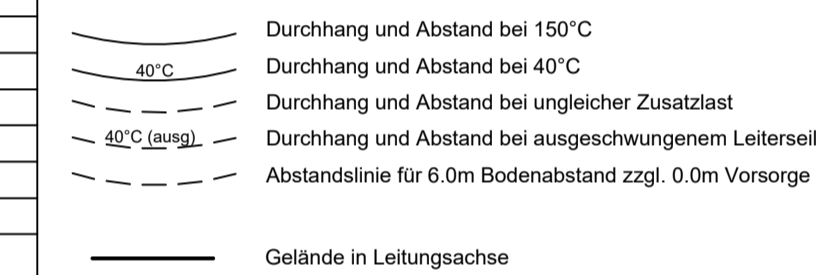 Durchhang und Abstand bei 150°C
40°C Durchhang und Abstand bei 40°C
Durchhang und Abstand bei ungleicher Zusatzlast
40°C (ausg) Durchhang und Abstand bei ausgeschwungenem Leiterseil
Abstandslinie für 6.0m Bodenabstand zzgl. 0.0m Vorsorge
Gelände in Leitungsachse